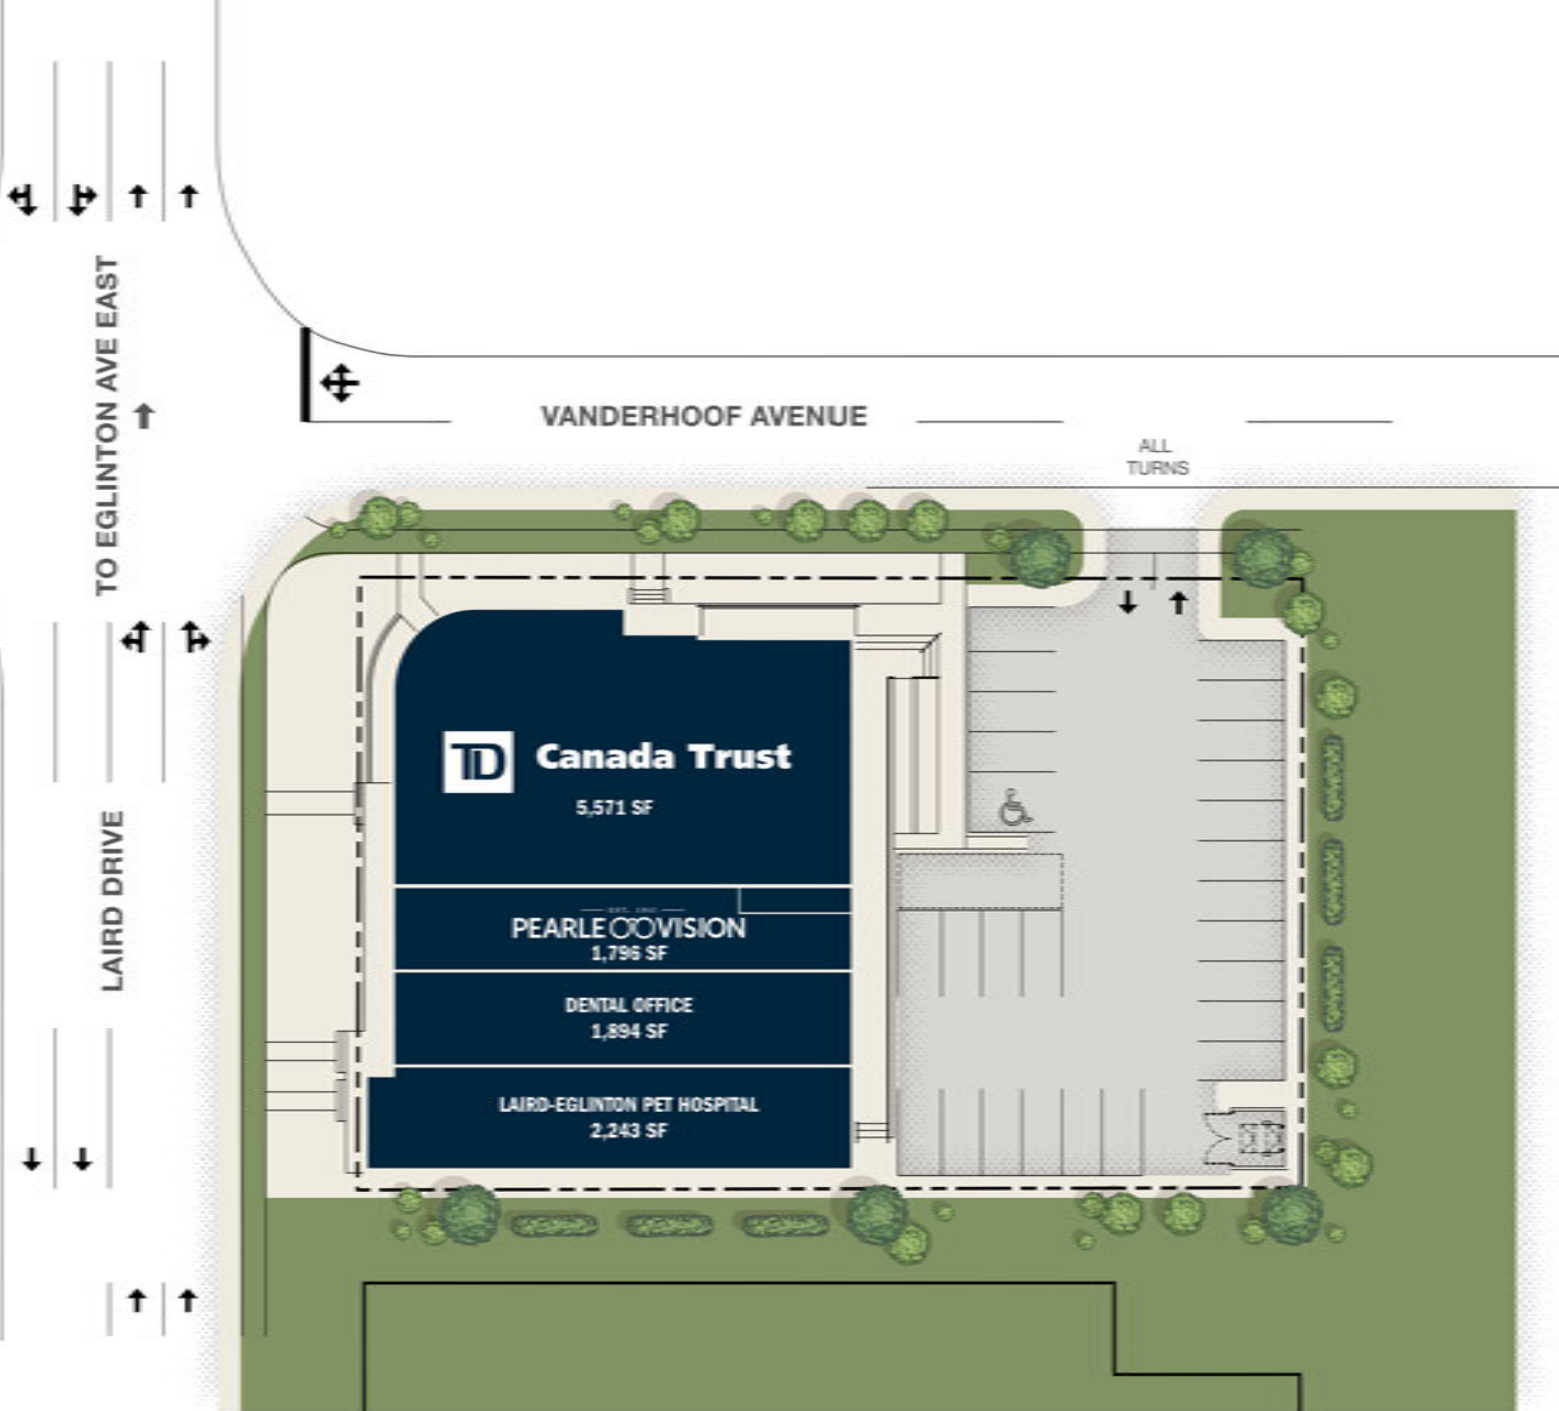 TO EGLINTON AVE EAST
VANDERHOOF AVENUE
ALL
TURNS
TD Canada Trust
5,571 SF
LAIRD DRIVE
PEARLE VISION
1,796 SF
DENTAL OFFICE
1,894 SF
LAIRD-EGLINTON PET HOSPITAL
2,243 SF